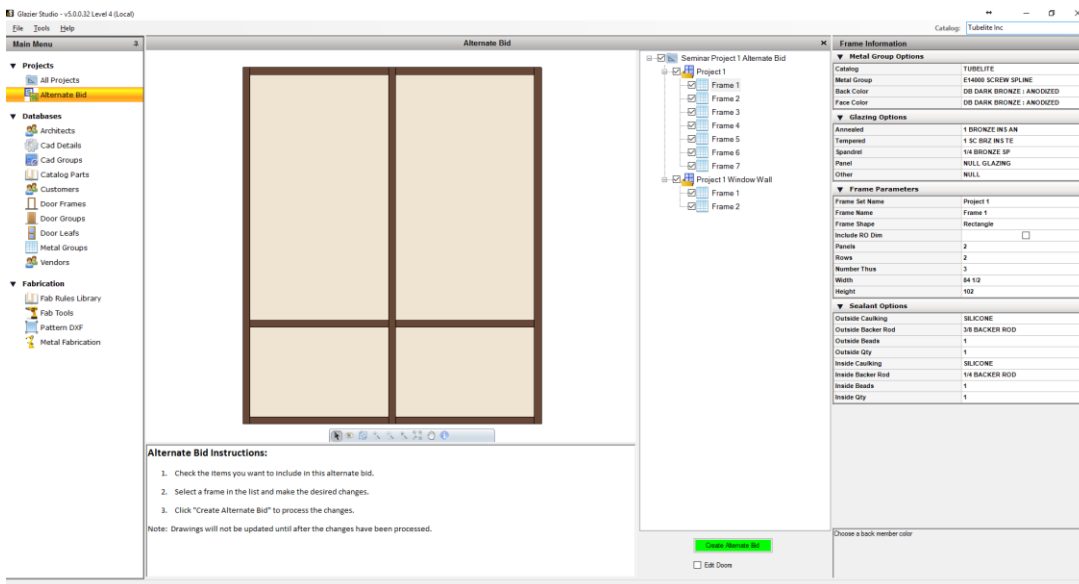 Glazier Studio - v5.0.0.32 Level 4 (Local)
File Tools Help
Catalog: Tubelite Inc
Main Menu
Projects
All Projects
Alternate Bid
Databases
Architects
Cad Details
Cad Groups
Catalog Parts
Customers
Door Frames
Door Groups
Door Leafs
Metal Groups
Vendors
Fabrication
Fab Rules Library
Fab Tools
Pattern DXF
Metal Fabrication
Alternate Bid
Alternate Bid Instructions:
1. Check the items you want to include in this alternate bid.
2. Select a frame in the list and make the desired changes.
3. Click "Create Alternate Bid" to process the changes.
Note: Drawings will not be updated until after the changes have been processed.
Seminar Project 1 Alternate Bid
Project 1
Frame 1
Frame 2
Frame 3
Frame 4
Frame 5
Frame 6
Frame 7
Project 1 Window Wall
Frame 1
Frame 2
Create Alternate Bid
Edit Doors
Frame Information
Metal Group Options
Catalog TUBELITE
Metal Group E14000 SCREW SPLINE
Back Color DB DARK BRONZE : ANODIZED
Face Color DB DARK BRONZE : ANODIZED
Glazing Options
Annealed 1 BRONZE INS AN
Tempered 1 SC BRZ INS TE
Spandrel 1/4 BRONZE SP
Panel NULL GLAZING
Other NULL
Frame Parameters
Frame Set Name Project 1
Frame Name Frame 1
Frame Shape Rectangle
Include RO Dim
Panels 2
Rows 2
Number Thus 3
Width 84 1/2
Height 102
Sealant Options
Outside Caulking SILICONE
Outside Backer Rod 3/8 BACKER ROD
Outside Beads 1
Outside Qty 1
Inside Caulking SILICONE
Inside Backer Rod 1/4 BACKER ROD
Inside Beads 1
Inside Qty 1
Choose a back member color